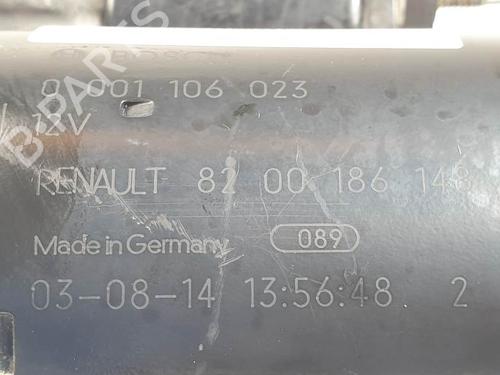 0 001 106 023
12V
RENAULT 82 00 186 148
Made in Germany 089
03-08-14 13:56:48 2
B-PARTS